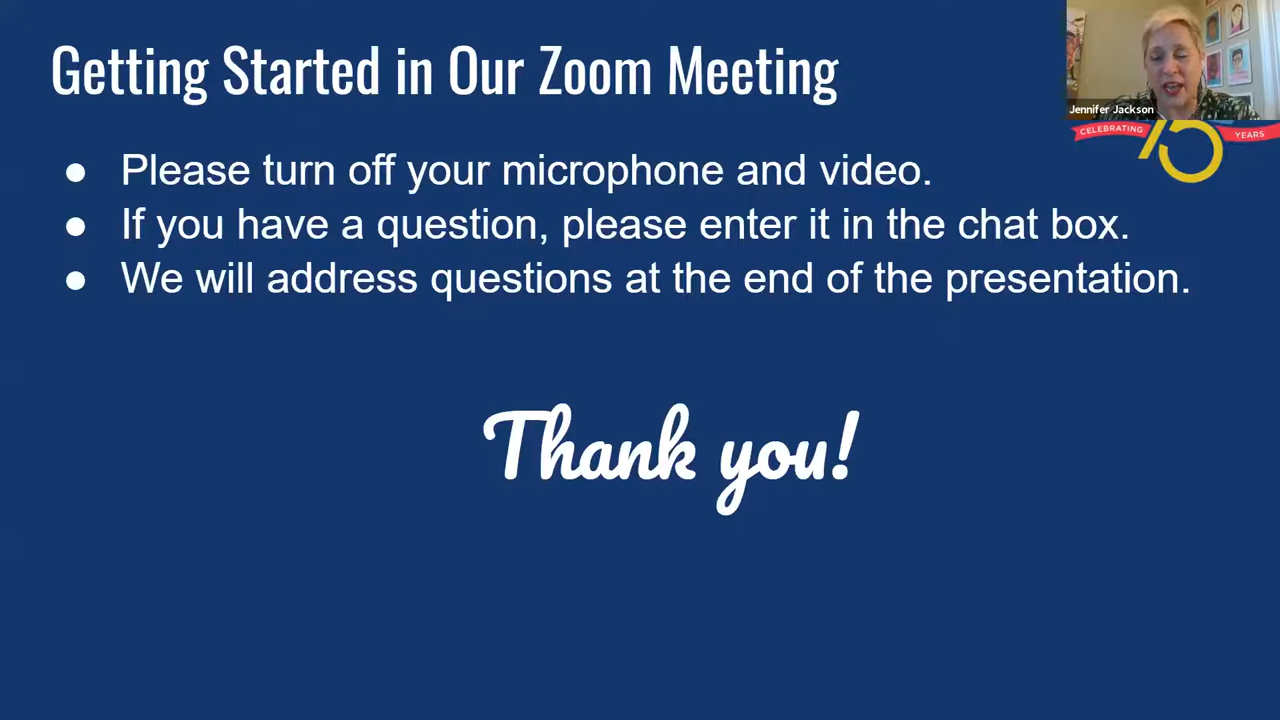 Getting Started in Our Zoom Meeting
Jennifer Jackson
CELEBRATING
YEARS
● Please turn off your microphone and video.
● If you have a question, please enter it in the chat box.
● We will address questions at the end of the presentation.
Thank you!